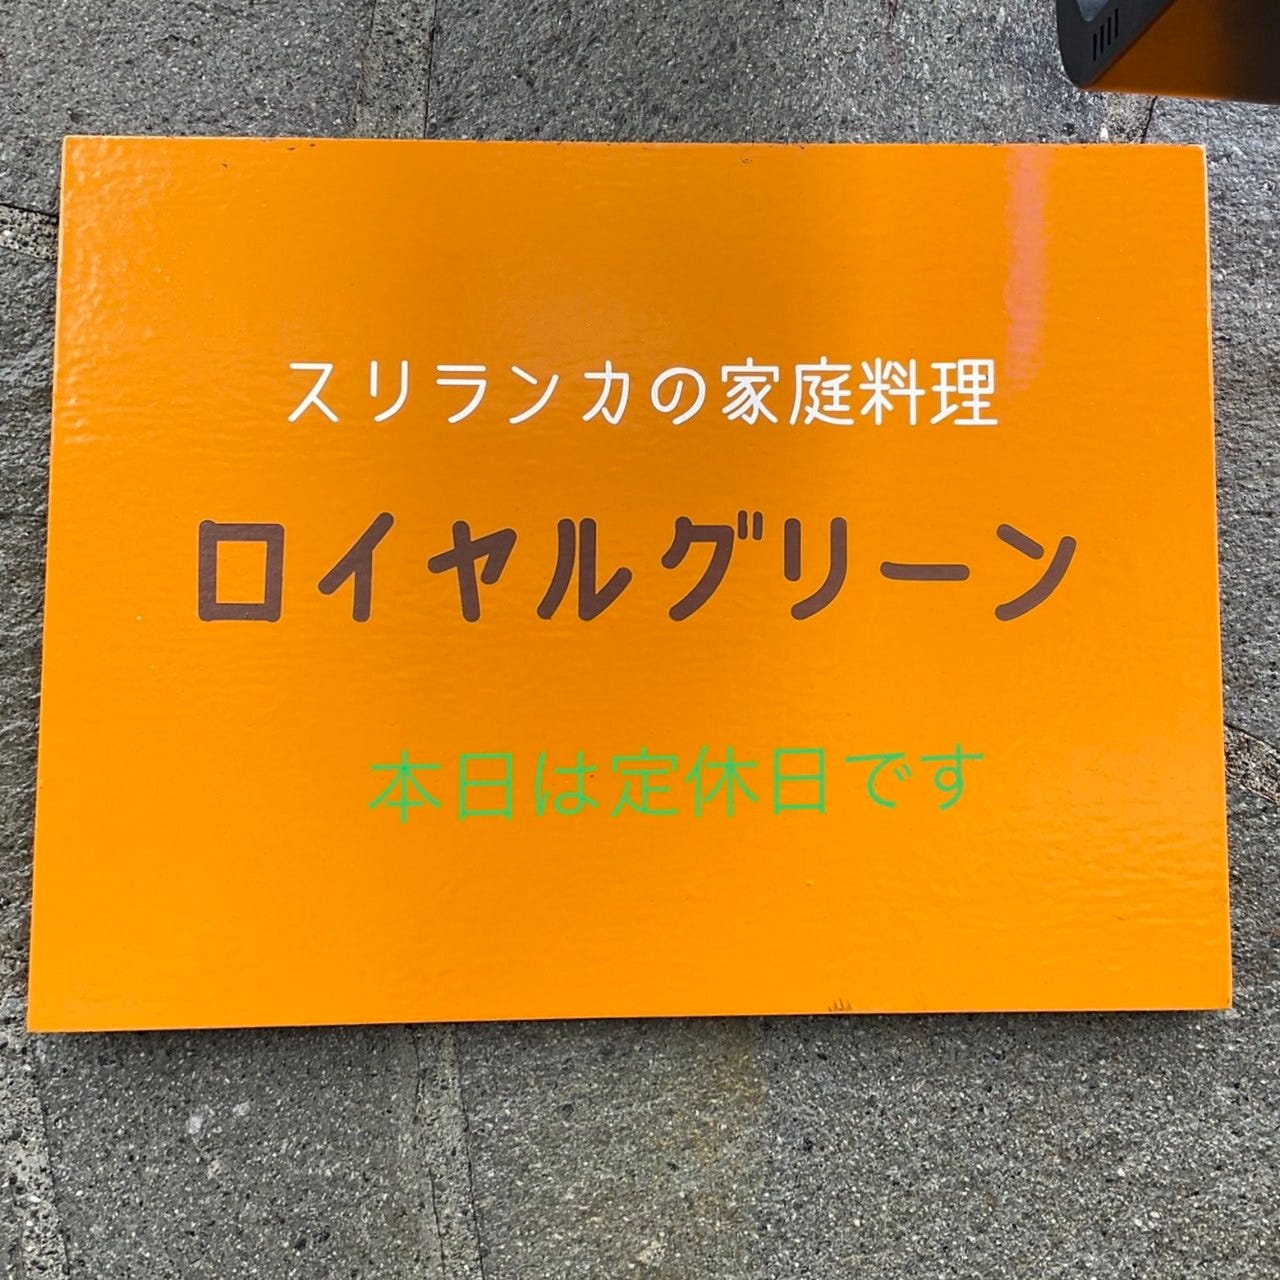 スリランカの家庭料理
ロイヤルグリーン
本日は定休日です